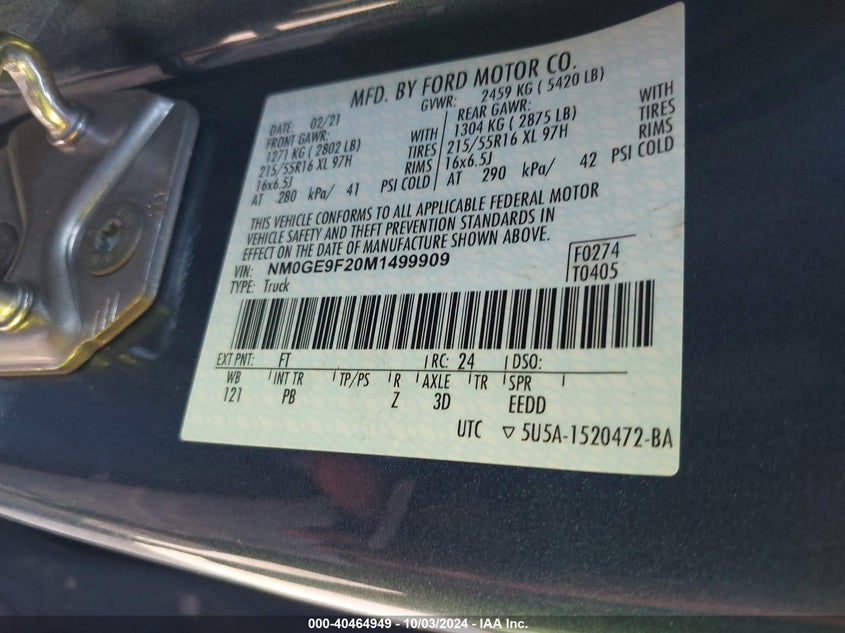 MFD. BY FORD MOTOR CO.
DATE: 02/21
GVWR: 2459 KG ( 5420 LB)
FRONT GAWR:
1271 KG ( 2802 LB)
215/55R16 XL 97H
16x6.5J
AT 280 kPa/ 41 PSI COLD
WITH
TIRES
RIMS
REAR GAWR:
1304 KG ( 2875 LB)
215/55R16 XL 97H
16x6.5J
AT 290 kPa/ 42 PSI COLD
WITH
TIRES
RIMS
THIS VEHICLE CONFORMS TO ALL APPLICABLE FEDERAL MOTOR
VEHICLE SAFETY AND THEFT PREVENTION STANDARDS IN
EFFECT ON THE DATE OF MANUFACTURE SHOWN ABOVE.
VIN: NM0GE9F20M1499909
TYPE: Truck
F0274
T0405
EXT PNT: FT RC: 24 DSO:
WB INT TR TP/PS R AXLE TR SPR
121 PB Z 3D EEDD
UTC ▽ 5U5A-1520472-BA
000-40464949 - 10/03/2024 - IAA Inc.